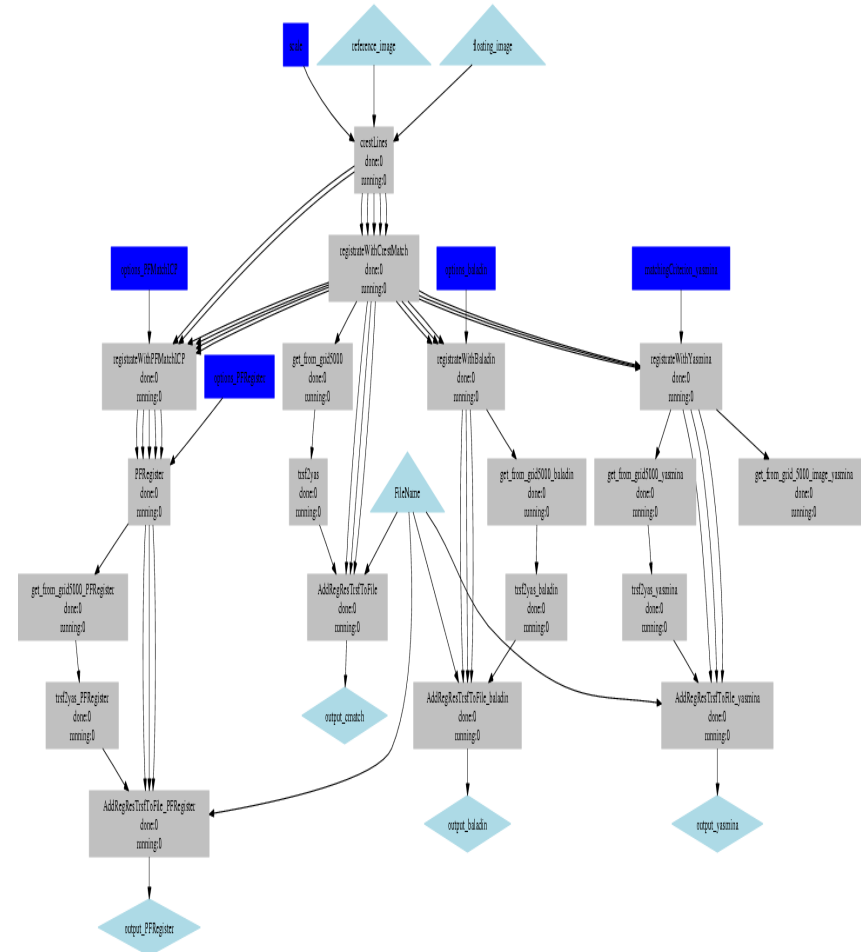 scale
reference_image
floating_image
crestLines
done:0
running:0
registrateWithCrestMatch
done:0
running:0
options_PFMatchICP
options_baladin
matchingCriterion_yasmina
registrateWithPFMatchICP
done:0
running:0
options_PFRegister
get_from_grid5000
done:0
running:0
registrateWithBaladin
done:0
running:0
registrateWithYasmina
done:0
running:0
PFRegister
done:0
running:0
trsf2yas
done:0
running:0
FileName
get_from_grid5000_baladin
done:0
running:0
get_from_grid5000_yasmina
done:0
running:0
get_from_grid_5000_image_yasmina
done:0
running:0
get_from_grid5000_PFRegister
done:0
running:0
AddRegResTrsfToFile
done:0
running:0
trsf2yas_baladin
done:0
running:0
trsf2yas_yasmina
done:0
running:0
trsf2yas_PFRegister
done:0
running:0
output_cmatch
AddRegResTrsfToFile_baladin
done:0
running:0
AddRegResTrsfToFile_yasmina
done:0
running:0
AddRegResTrsfToFile_PFRegister
done:0
running:0
output_baladin
output_yasmina
output_PFRegister